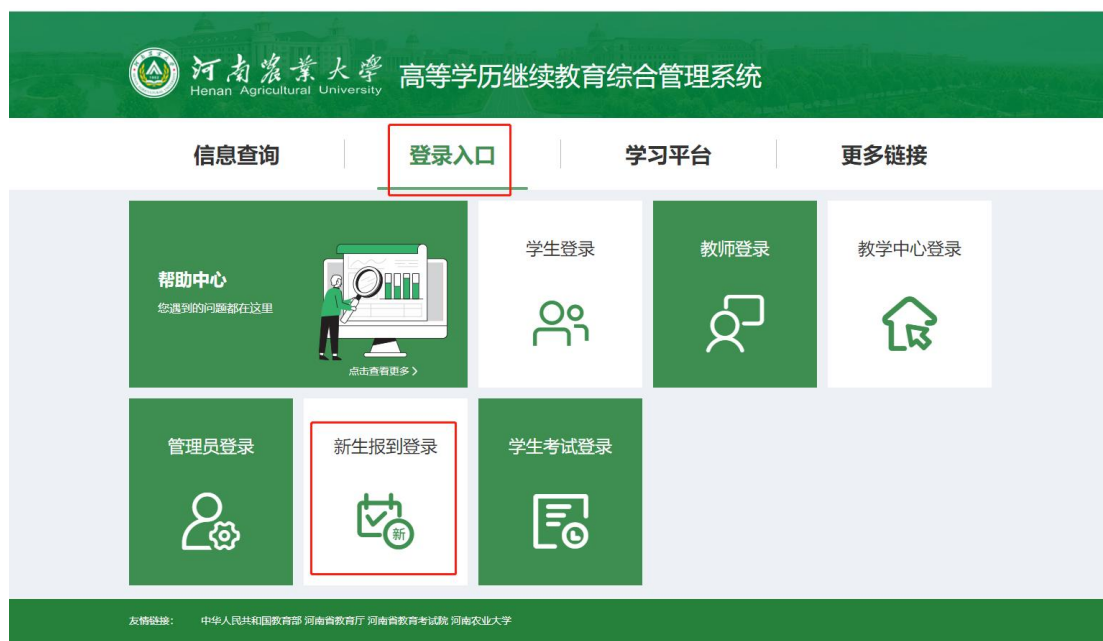 河南农业大学 高等学历继续教育综合管理系统
Henan Agricultural University
信息查询 登录入口 学习平台 更多链接
帮助中心
您遇到的问题都在这里
点击查看更多 >
学生登录
教师登录
教学中心登录
管理员登录
新生报到登录
新
学生考试登录
友情链接： 中华人民共和国教育部 河南省教育厅 河南省教育考试院 河南农业大学